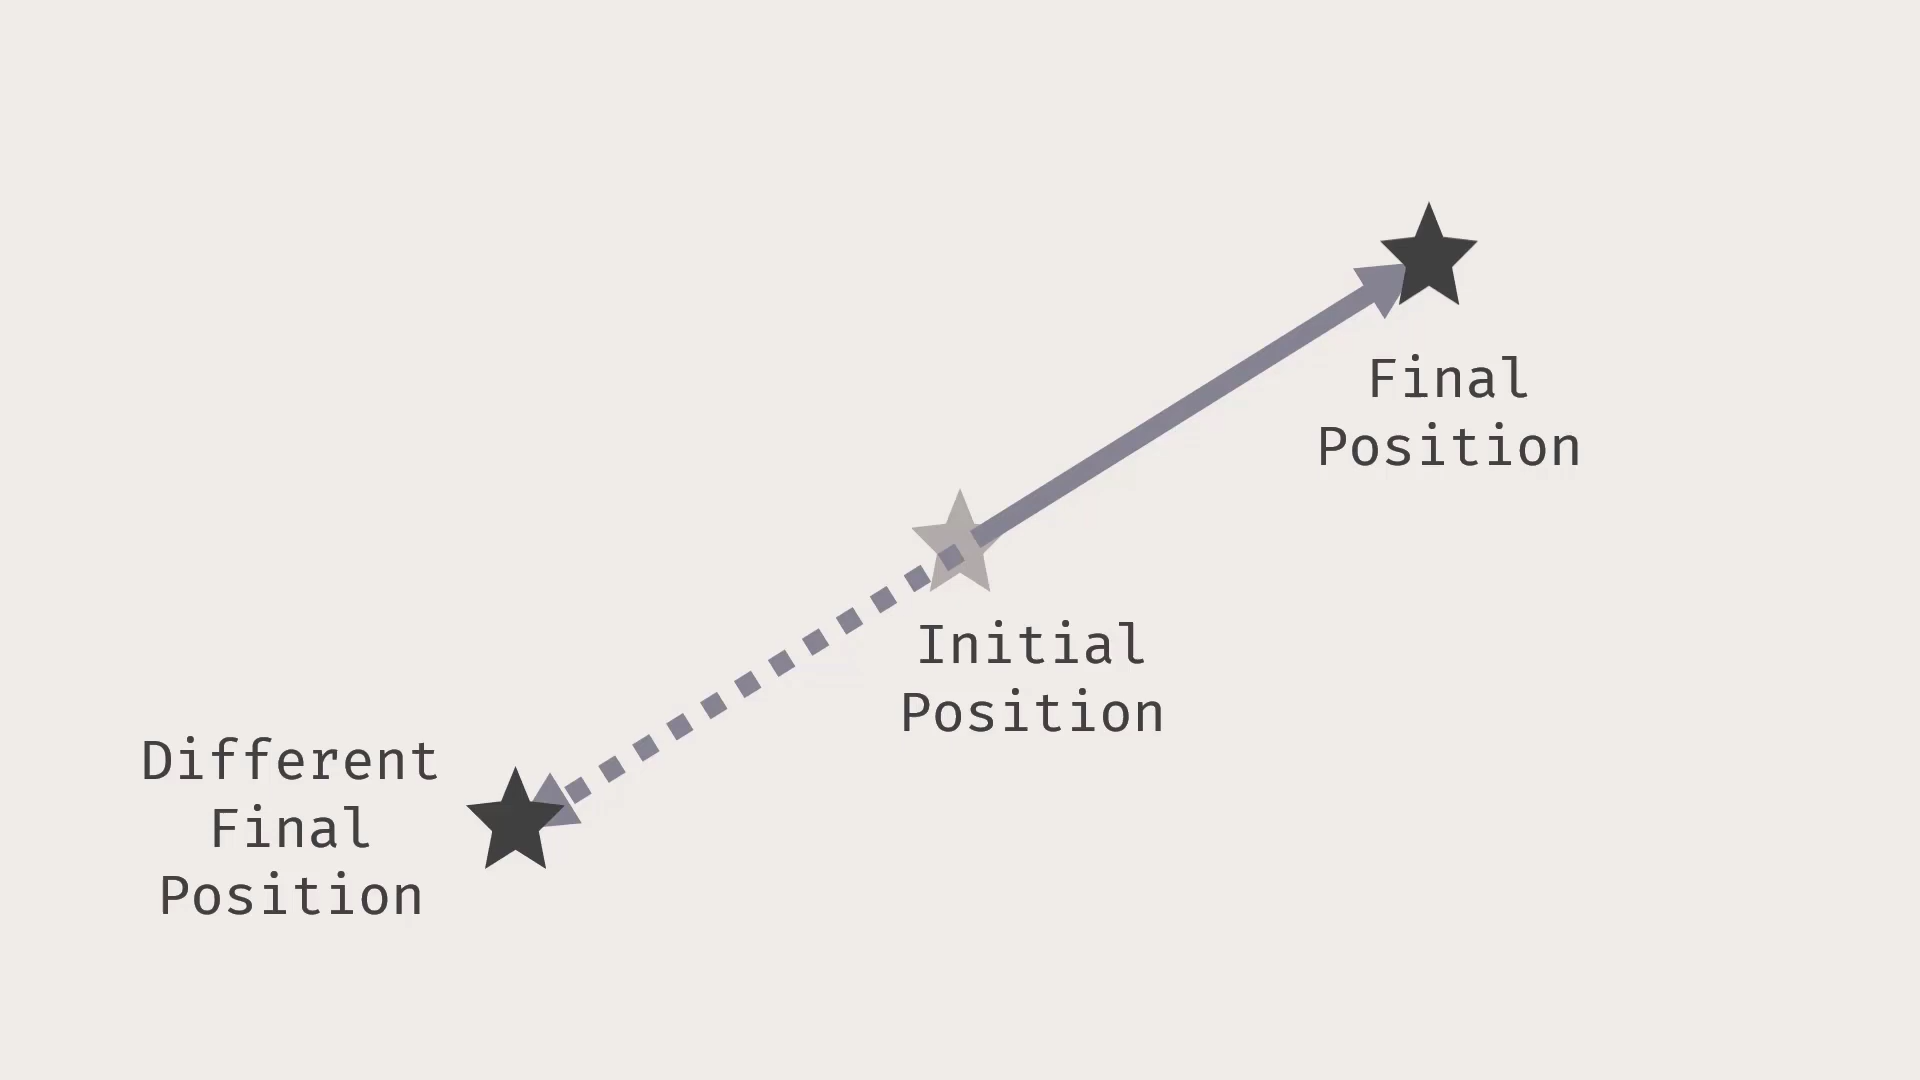 Final
Position
Initial
Position
Different
Final
Position